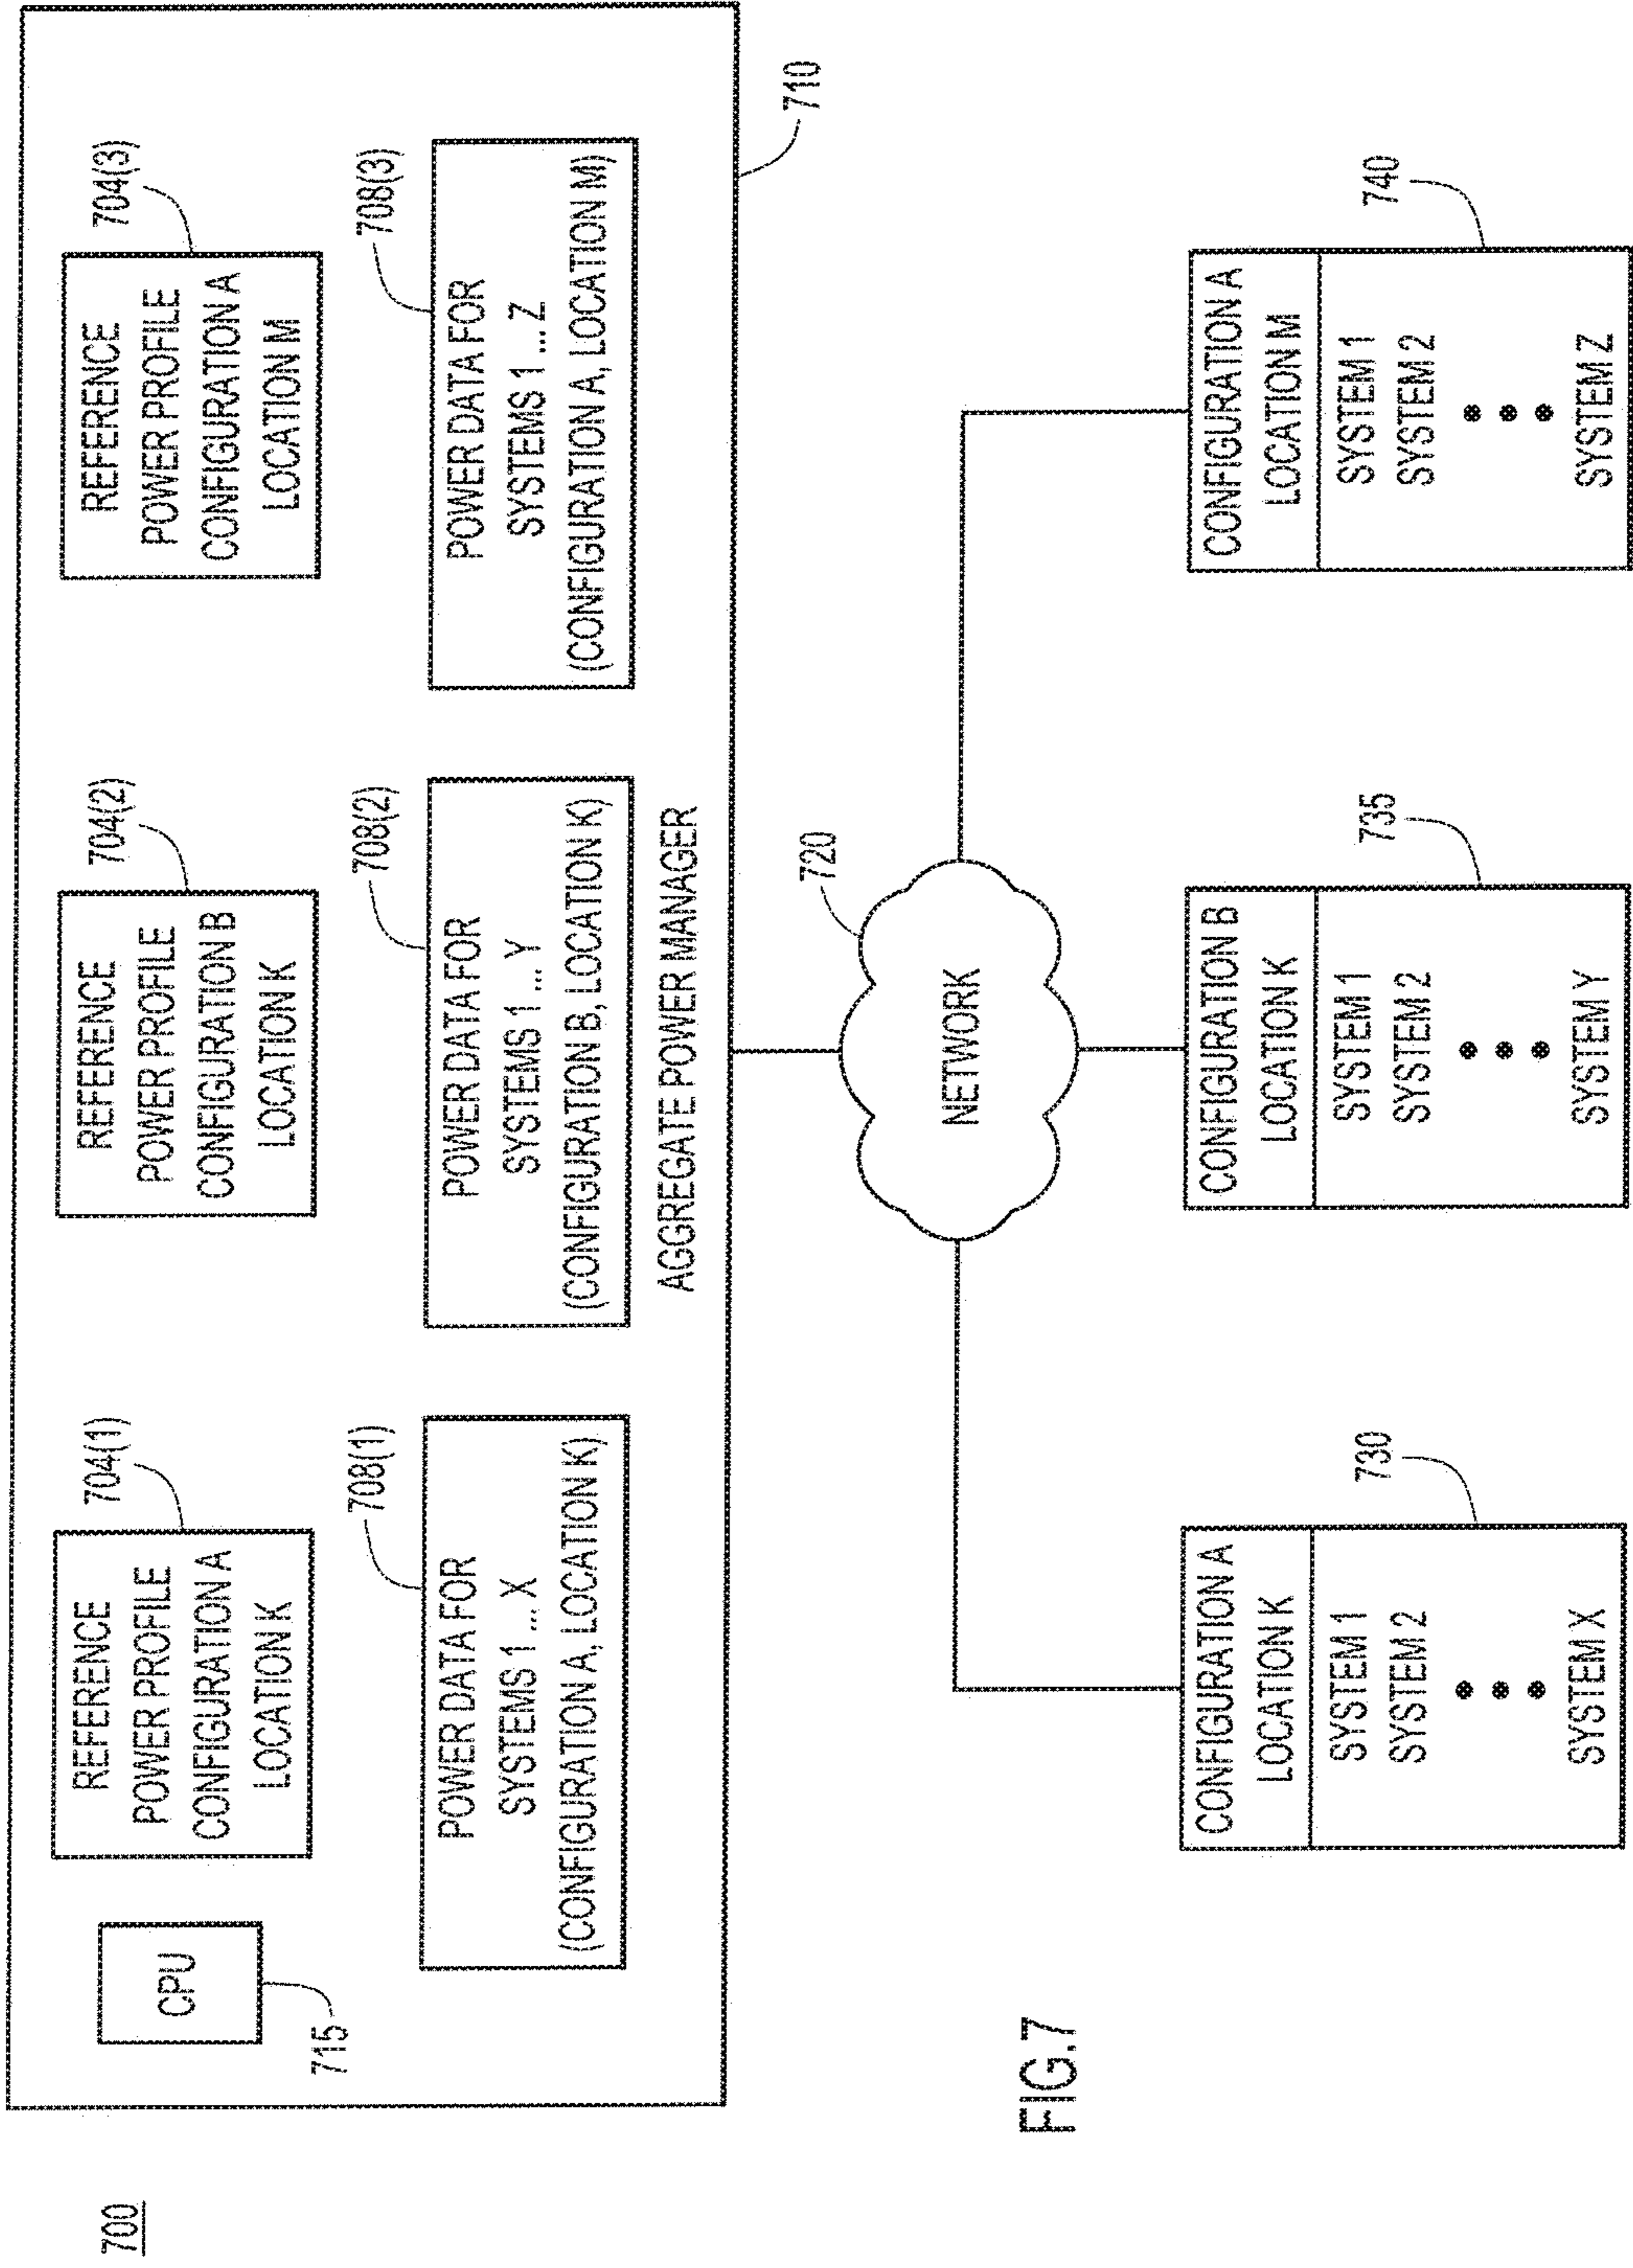 700
CPU
715
REFERENCE
POWER PROFILE
CONFIGURATION A
LOCATION K
704(1)
REFERENCE
POWER PROFILE
CONFIGURATION B
LOCATION K
704(2)
REFERENCE
POWER PROFILE
CONFIGURATION A
LOCATION M
704(3)
POWER DATA FOR
SYSTEMS 1 ... X
(CONFIGURATION A, LOCATION K)
708(1)
POWER DATA FOR
SYSTEMS 1 ... Y
(CONFIGURATION B, LOCATION K)
708(2)
POWER DATA FOR
SYSTEMS 1 ... Z
(CONFIGURATION A, LOCATION M)
708(3)
AGGREGATE POWER MANAGER
710
NETWORK
720
CONFIGURATION A
LOCATION K
SYSTEM 1
SYSTEM 2
SYSTEM X
730
CONFIGURATION B
LOCATION K
SYSTEM 1
SYSTEM 2
SYSTEM Y
735
CONFIGURATION A
LOCATION M
SYSTEM 1
SYSTEM 2
SYSTEM Z
740
FIG.7